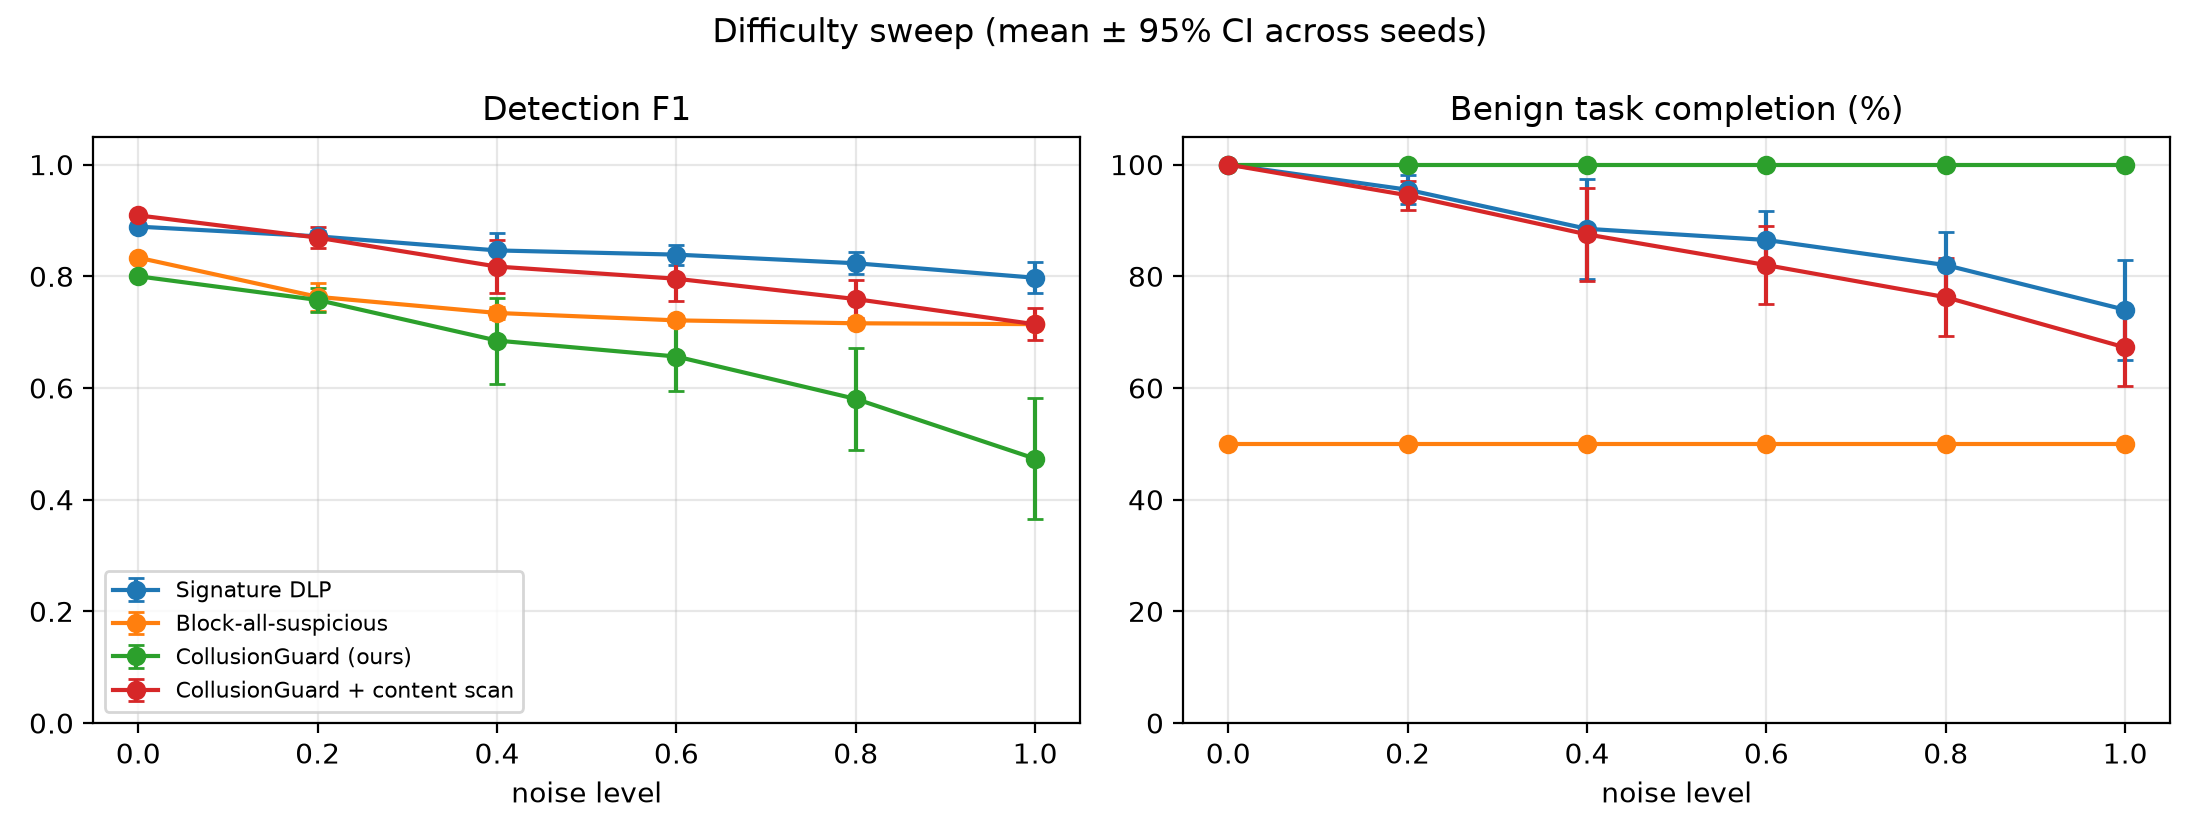 Difficulty sweep (mean ± 95% CI across seeds)
Detection F1
1.0
0.8
0.6
0.4
0.2
0.0
Signature DLP
Block-all-suspicious
CollusionGuard (ours)
CollusionGuard + content scan
0.0 0.2 0.4 0.6 0.8 1.0
noise level
Benign task completion (%)
100
80
60
40
20
0
0.0 0.2 0.4 0.6 0.8 1.0
noise level